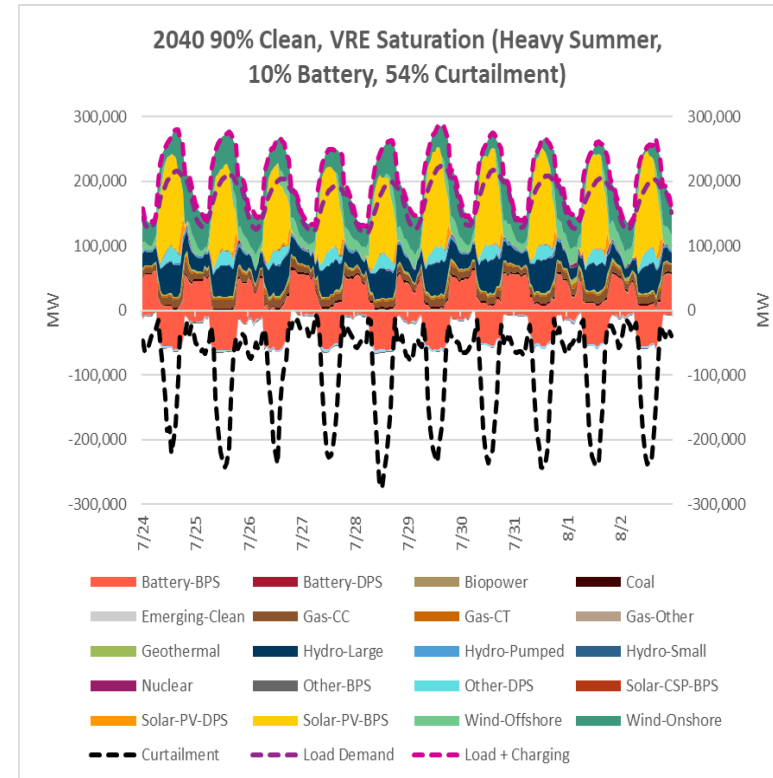 2040 90% Clean, VRE Saturation (Heavy Summer,
10% Battery, 54% Curtailment)
300,000 300,000
200,000 200,000
100,000 100,000
MW MW
0 0
-100,000 -100,000
-200,000 -200,000
-300,000 -300,000
7/24 7/25 7/26 7/27 7/28 7/29 7/30 7/31 8/1 8/2
Battery-BPS Battery-DPS Biopower Coal
Emerging-Clean Gas-CC Gas-CT Gas-Other
Geothermal Hydro-Large Hydro-Pumped Hydro-Small
Nuclear Other-BPS Other-DPS Solar-CSP-BPS
Solar-PV-DPS Solar-PV-BPS Wind-Offshore Wind-Onshore
Curtailment Load Demand Load + Charging